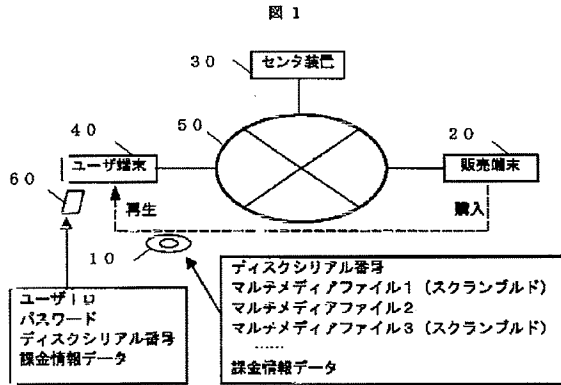 図 1
30
センタ装置
40
50
20
ユーザ端末
販売端末
60
再生
購入
10
ディスクシリアル番号
マルチメディアファイル1 (スクランブルド)
マルチメディアファイル2
マルチメディアファイル3 (スクランブルド)
……
課金情報データ
ユーザID
パスワード
ディスクシリアル番号
課金情報データ